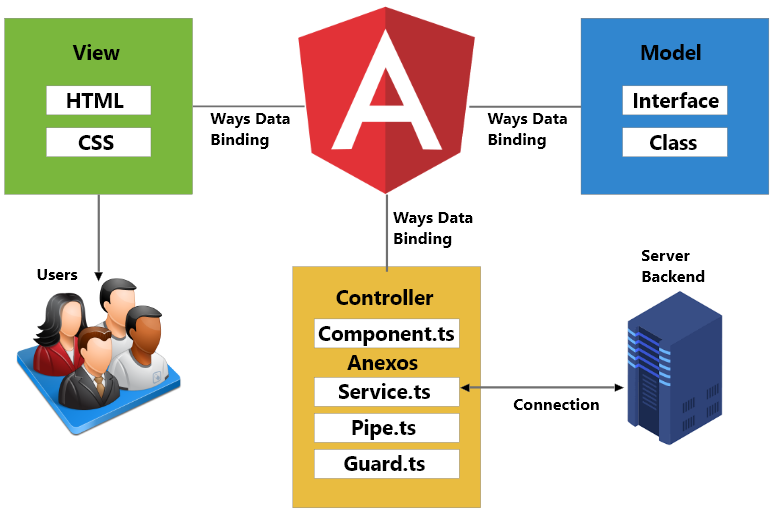 View
HTML
CSS
Ways Data
Binding
A
Ways Data
Binding
Model
Interface
Class
Ways Data
Binding
Users
Controller
Component.ts
Anexos
Service.ts
Pipe.ts
Guard.ts
Connection
Server
Backend